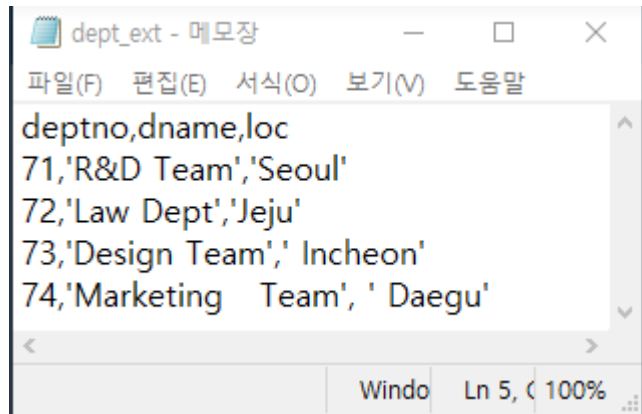 dept_ext - 메모장
파일(F) 편집(E) 서식(O) 보기(V) 도움말
deptno,dname,loc
71,'R&D Team','Seoul'
72,'Law Dept','Jeju'
73,'Design Team',' Incheon'
74,'Marketing   Team', ' Daegu'
Windo Ln 5, 100%